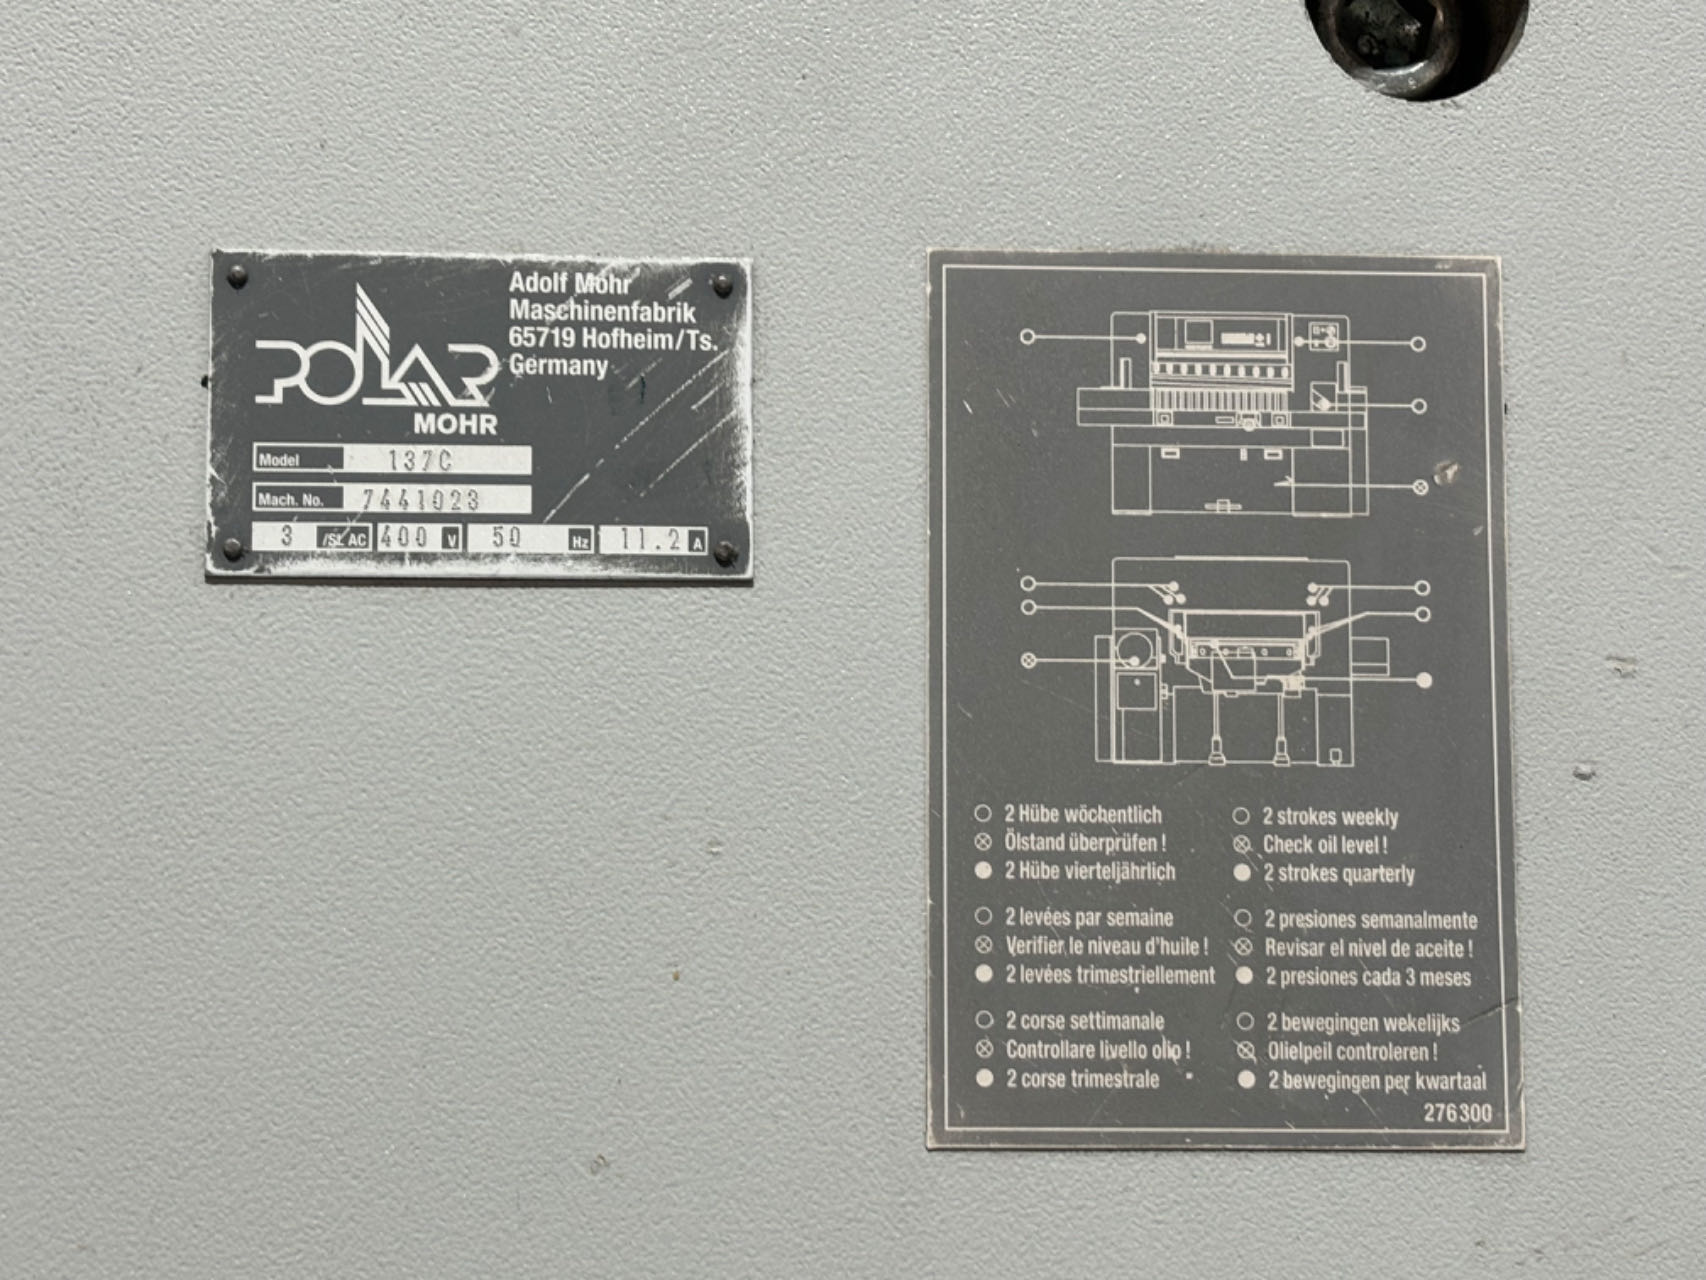 POLAR
MOHR
Adolf Mohr
Maschinenfabrik
65719 Hofheim/Ts.
Germany
Model 137C
Mach. No. 7441023
3 /SL AC 400 V 50 Hz 11.2 A
2 Hübe wöchentlich
Ölstand überprüfen !
2 Hübe vierteljährlich
2 strokes weekly
Check oil level !
2 strokes quarterly
2 levées par semaine
Verifier le niveau d'huile !
2 levées trimestriellement
2 presiones semanalmente
Revisar el nivel de aceite !
2 presiones cada 3 meses
2 corse settimanale
Controllare livello olio !
2 corse trimestrale
2 bewegingen wekelijks
Olielpeil controleren !
2 bewegingen per kwartaal
276300